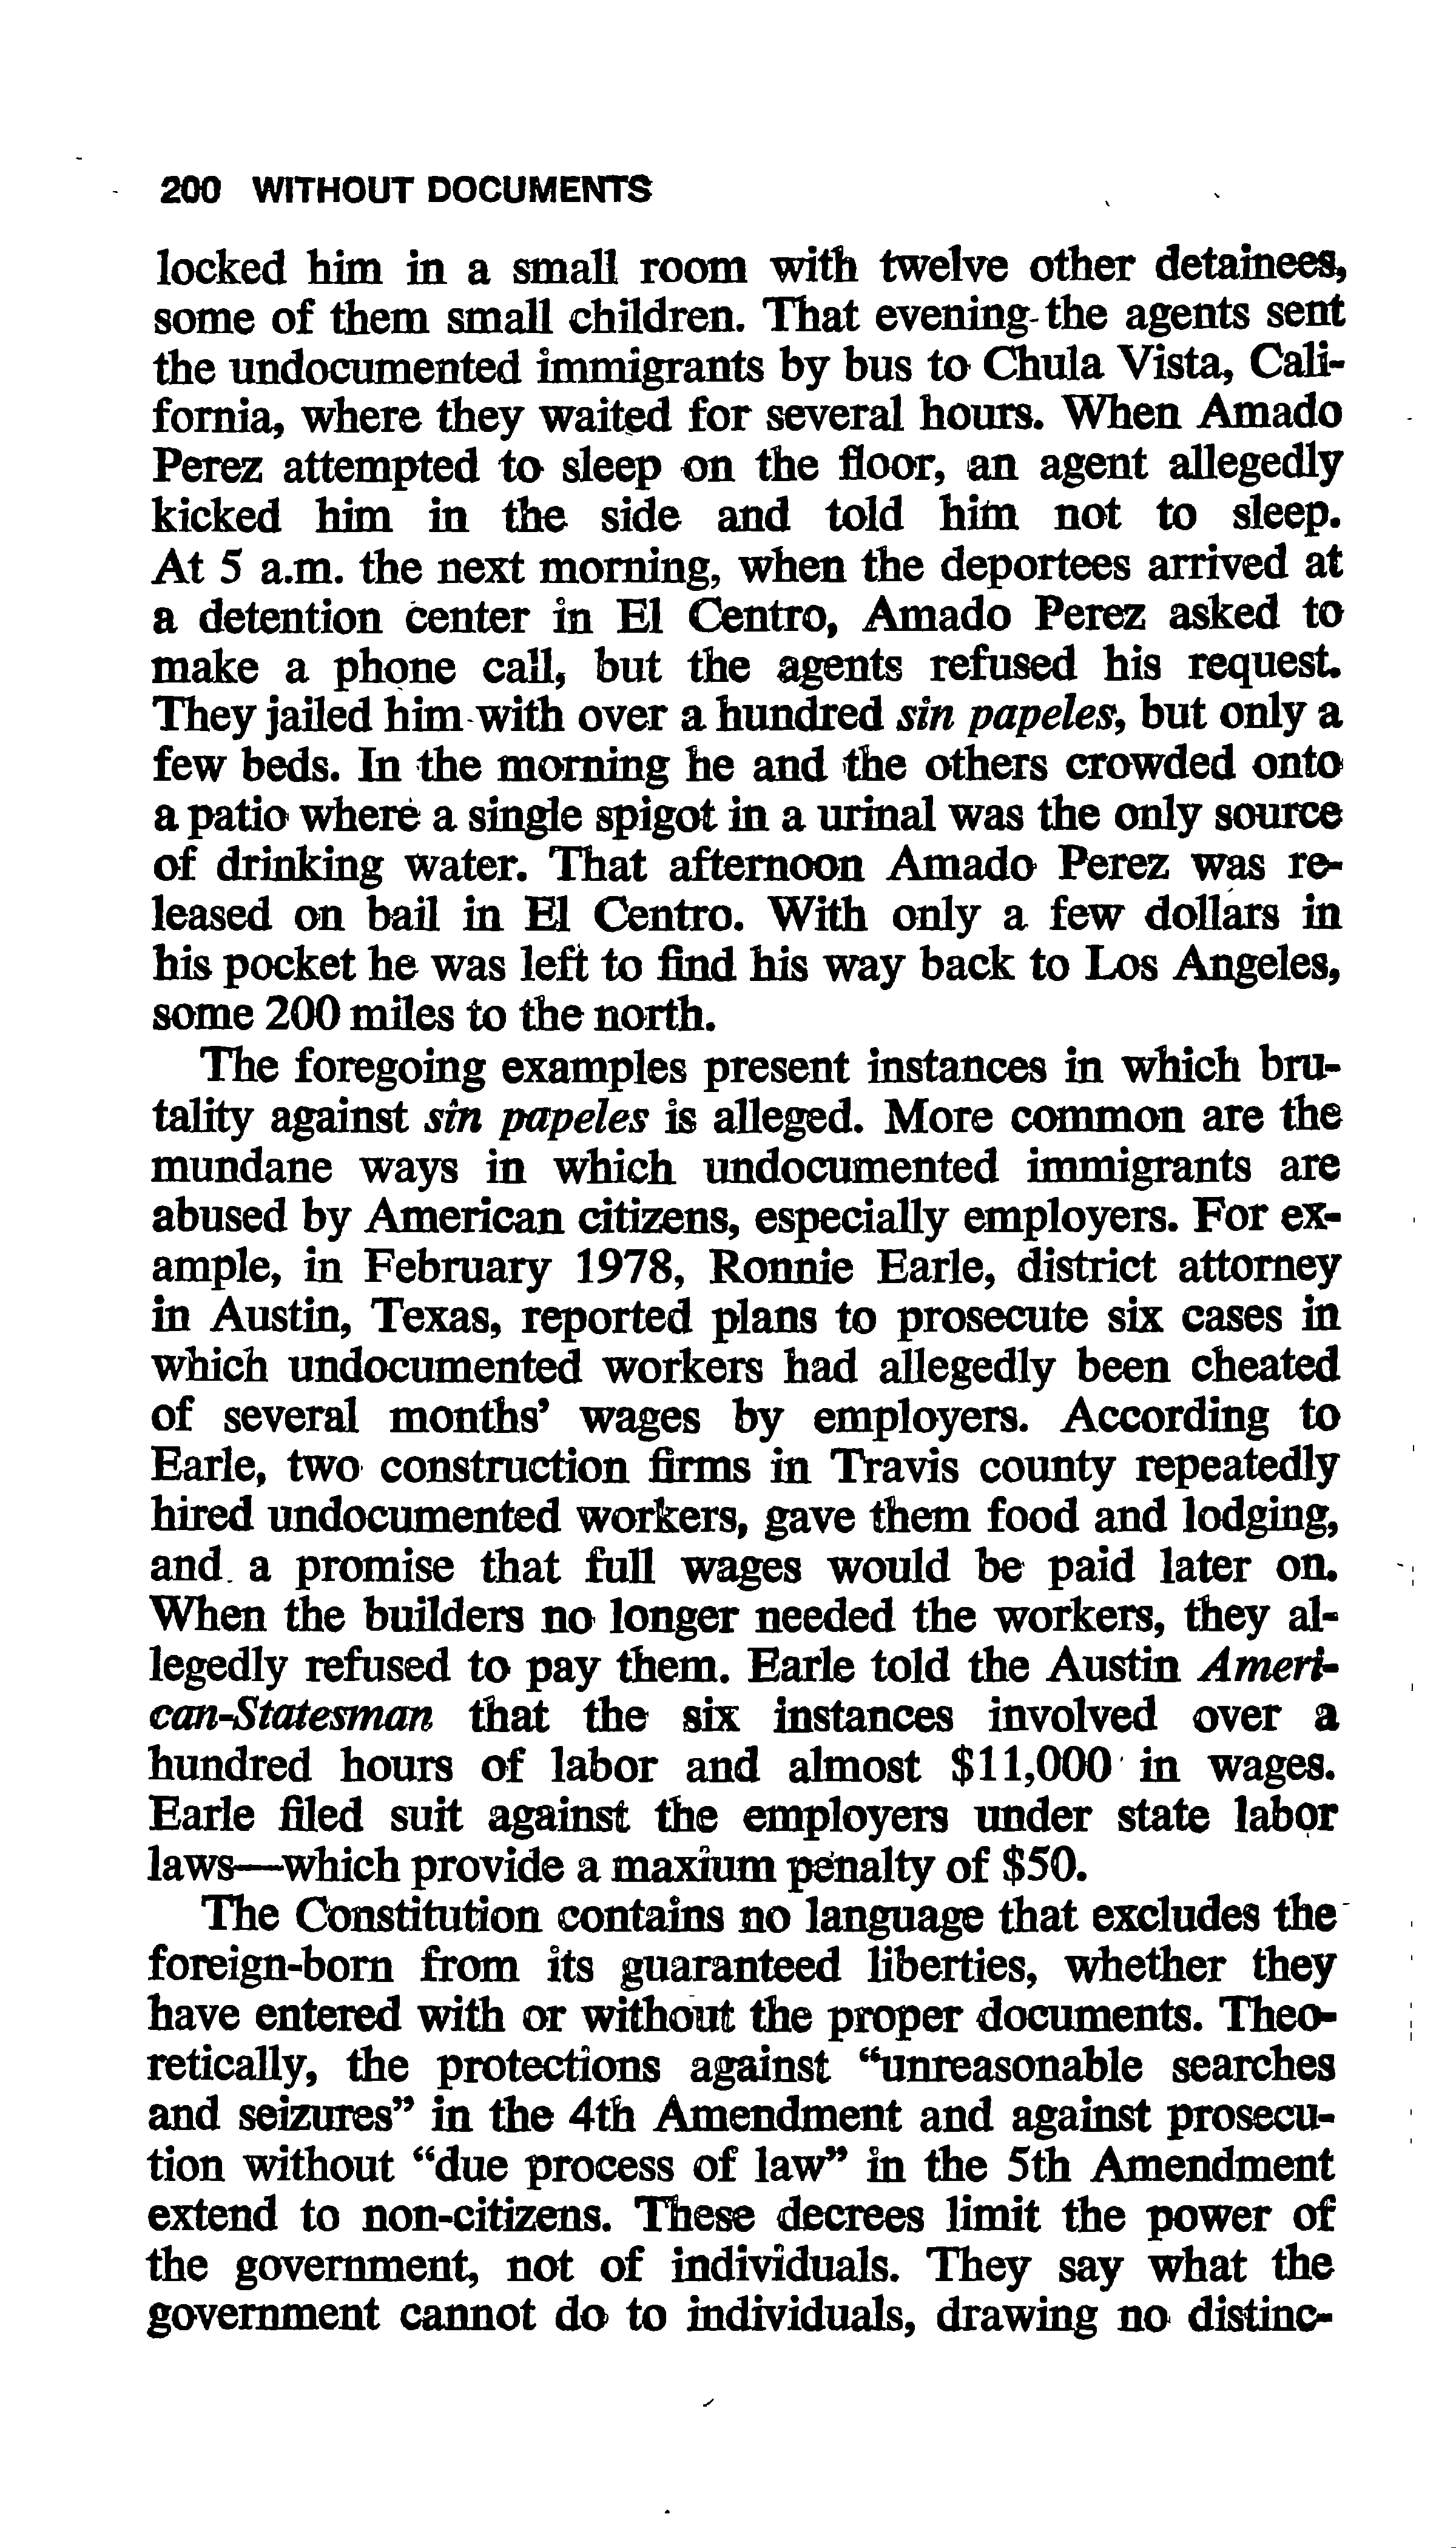 200 WITHOUT DOCUMENTS
locked him in a small room with twelve other detainees,
some of them small children. That evening the agents sent
the undocumented immigrants by bus to Chula Vista, Cali-
fornia, where they waited for several hours. When Amado
Perez attempted to sleep on the floor, an agent allegedly
kicked him in the side and told him not to sleep.
At 5 a.m. the next morning, when the deportees arrived at
a detention center in El Centro, Amado Perez asked to
make a phone call, but the agents refused his request.
They jailed him with over a hundred sin papeles, but only a
few beds. In the morning he and the others crowded onto
a patio where a single spigot in a urinal was the only source
of drinking water. That afternoon Amado Perez was re-
leased on bail in El Centro. With only a few dollars in
his pocket he was left to find his way back to Los Angeles,
some 200 miles to the north.
The foregoing examples present instances in which bru-
tality against sin papeles is alleged. More common are the
mundane ways in which undocumented immigrants are
abused by American citizens, especially employers. For ex-
ample, in February 1978, Ronnie Earle, district attorney
in Austin, Texas, reported plans to prosecute six cases in
which undocumented workers had allegedly been cheated
of several months' wages by employers. According to
Earle, two construction firms in Travis county repeatedly
hired undocumented workers, gave them food and lodging,
and a promise that full wages would be paid later on.
When the builders no longer needed the workers, they al-
legedly refused to pay them. Earle told the Austin Ameri-
can-Statesman that the six instances involved over a
hundred hours of labor and almost $11,000 in wages.
Earle filed suit against the employers under state labor
laws—which provide a maxium penalty of $50.
The Constitution contains no language that excludes the
foreign-born from its guaranteed liberties, whether they
have entered with or without the proper documents. Theo-
retically, the protections against “unreasonable searches
and seizures” in the 4th Amendment and against prosecu-
tion without “due process of law” in the 5th Amendment
extend to non-citizens. These decrees limit the power of
the government, not of individuals. They say what the
government cannot do to individuals, drawing no distinc-